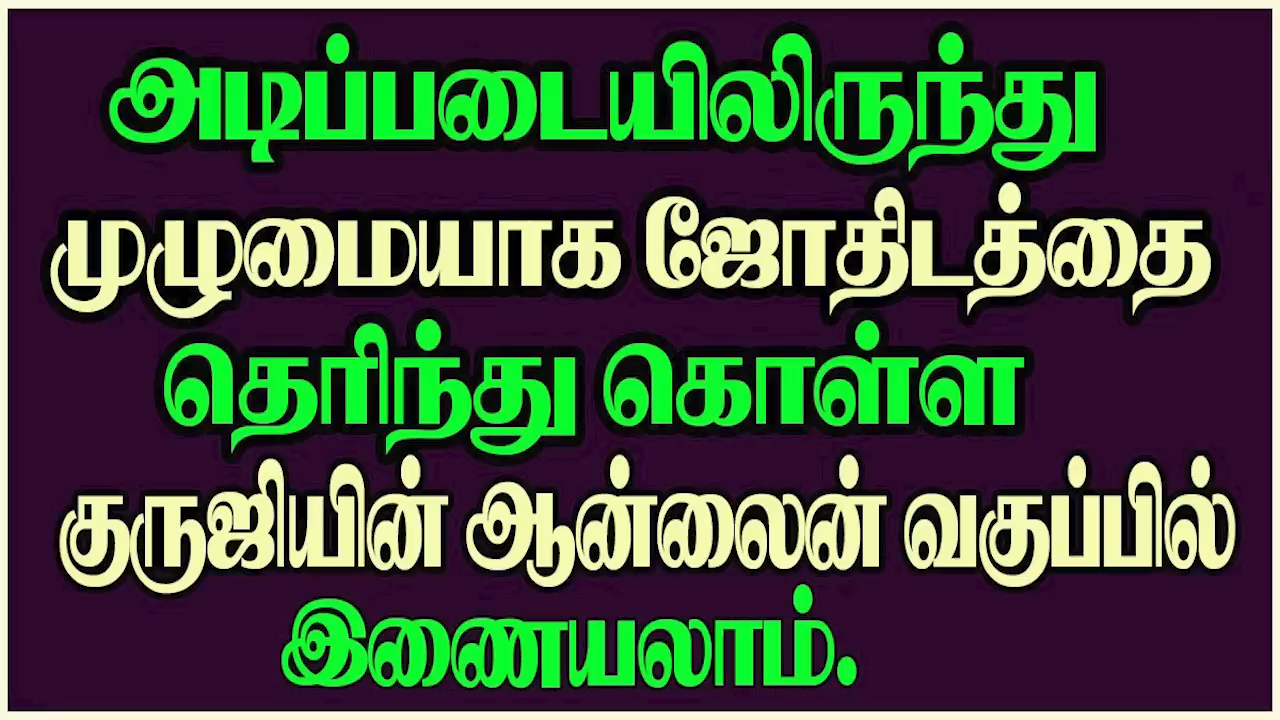 அடிப்படையிலிருந்து
முழுமையாக ஜோதிடத்தை
தெரிந்து கொள்ள
குருஜியின் ஆன்லைன் வகுப்பில்
இணையலாம்.